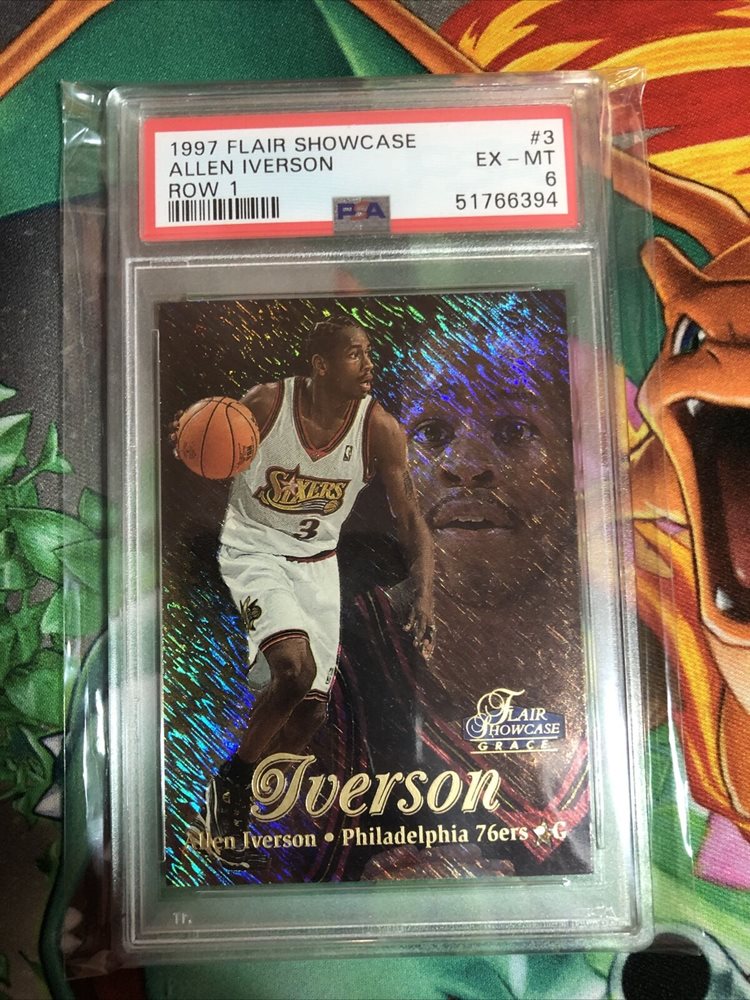 1997 FLAIR SHOWCASE #3
ALLEN IVERSON EX – MT
ROW 1 6
PSA 51766394
SIXERS
3
FLAIR
SHOWCASE
GRACE
Iverson
Allen Iverson • Philadelphia 76ers • G